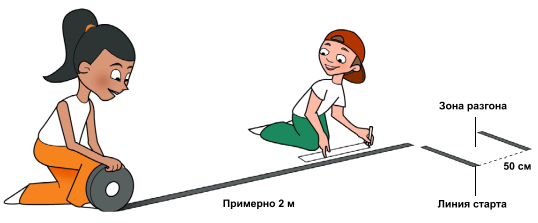 Зона разгона
50 см
Примерно 2 м
Линия старта